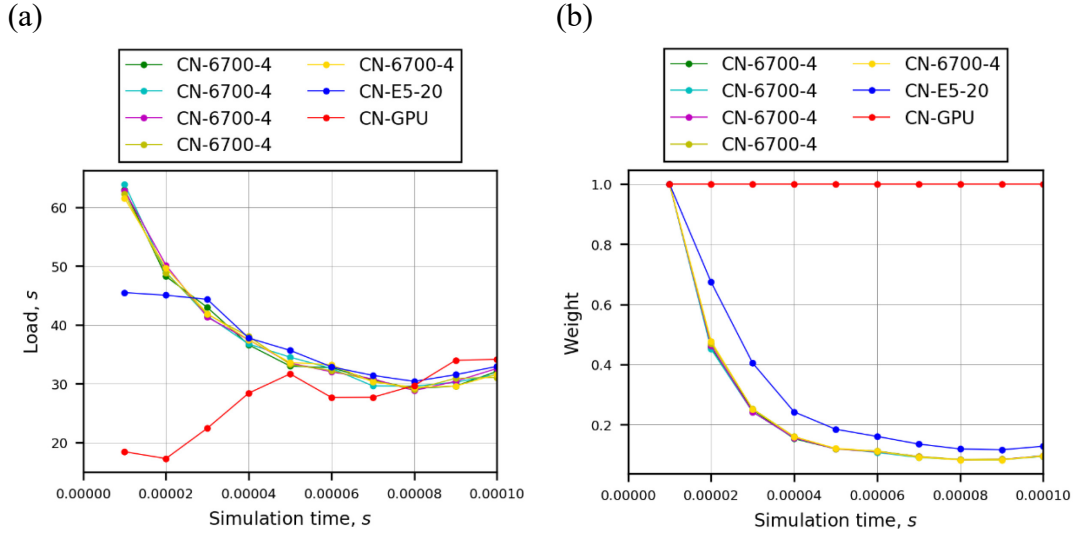 (a)
CN-6700-4 CN-6700-4
CN-6700-4 CN-E5-20
CN-6700-4 CN-GPU
CN-6700-4
60
50
40
30
20
Load, s
0.00000 0.00002 0.00004 0.00006 0.00008 0.00010
Simulation time, s
(b)
CN-6700-4 CN-6700-4
CN-6700-4 CN-E5-20
CN-6700-4 CN-GPU
CN-6700-4
1.0
0.8
0.6
0.4
0.2
Weight
0.00000 0.00002 0.00004 0.00006 0.00008 0.00010
Simulation time, s